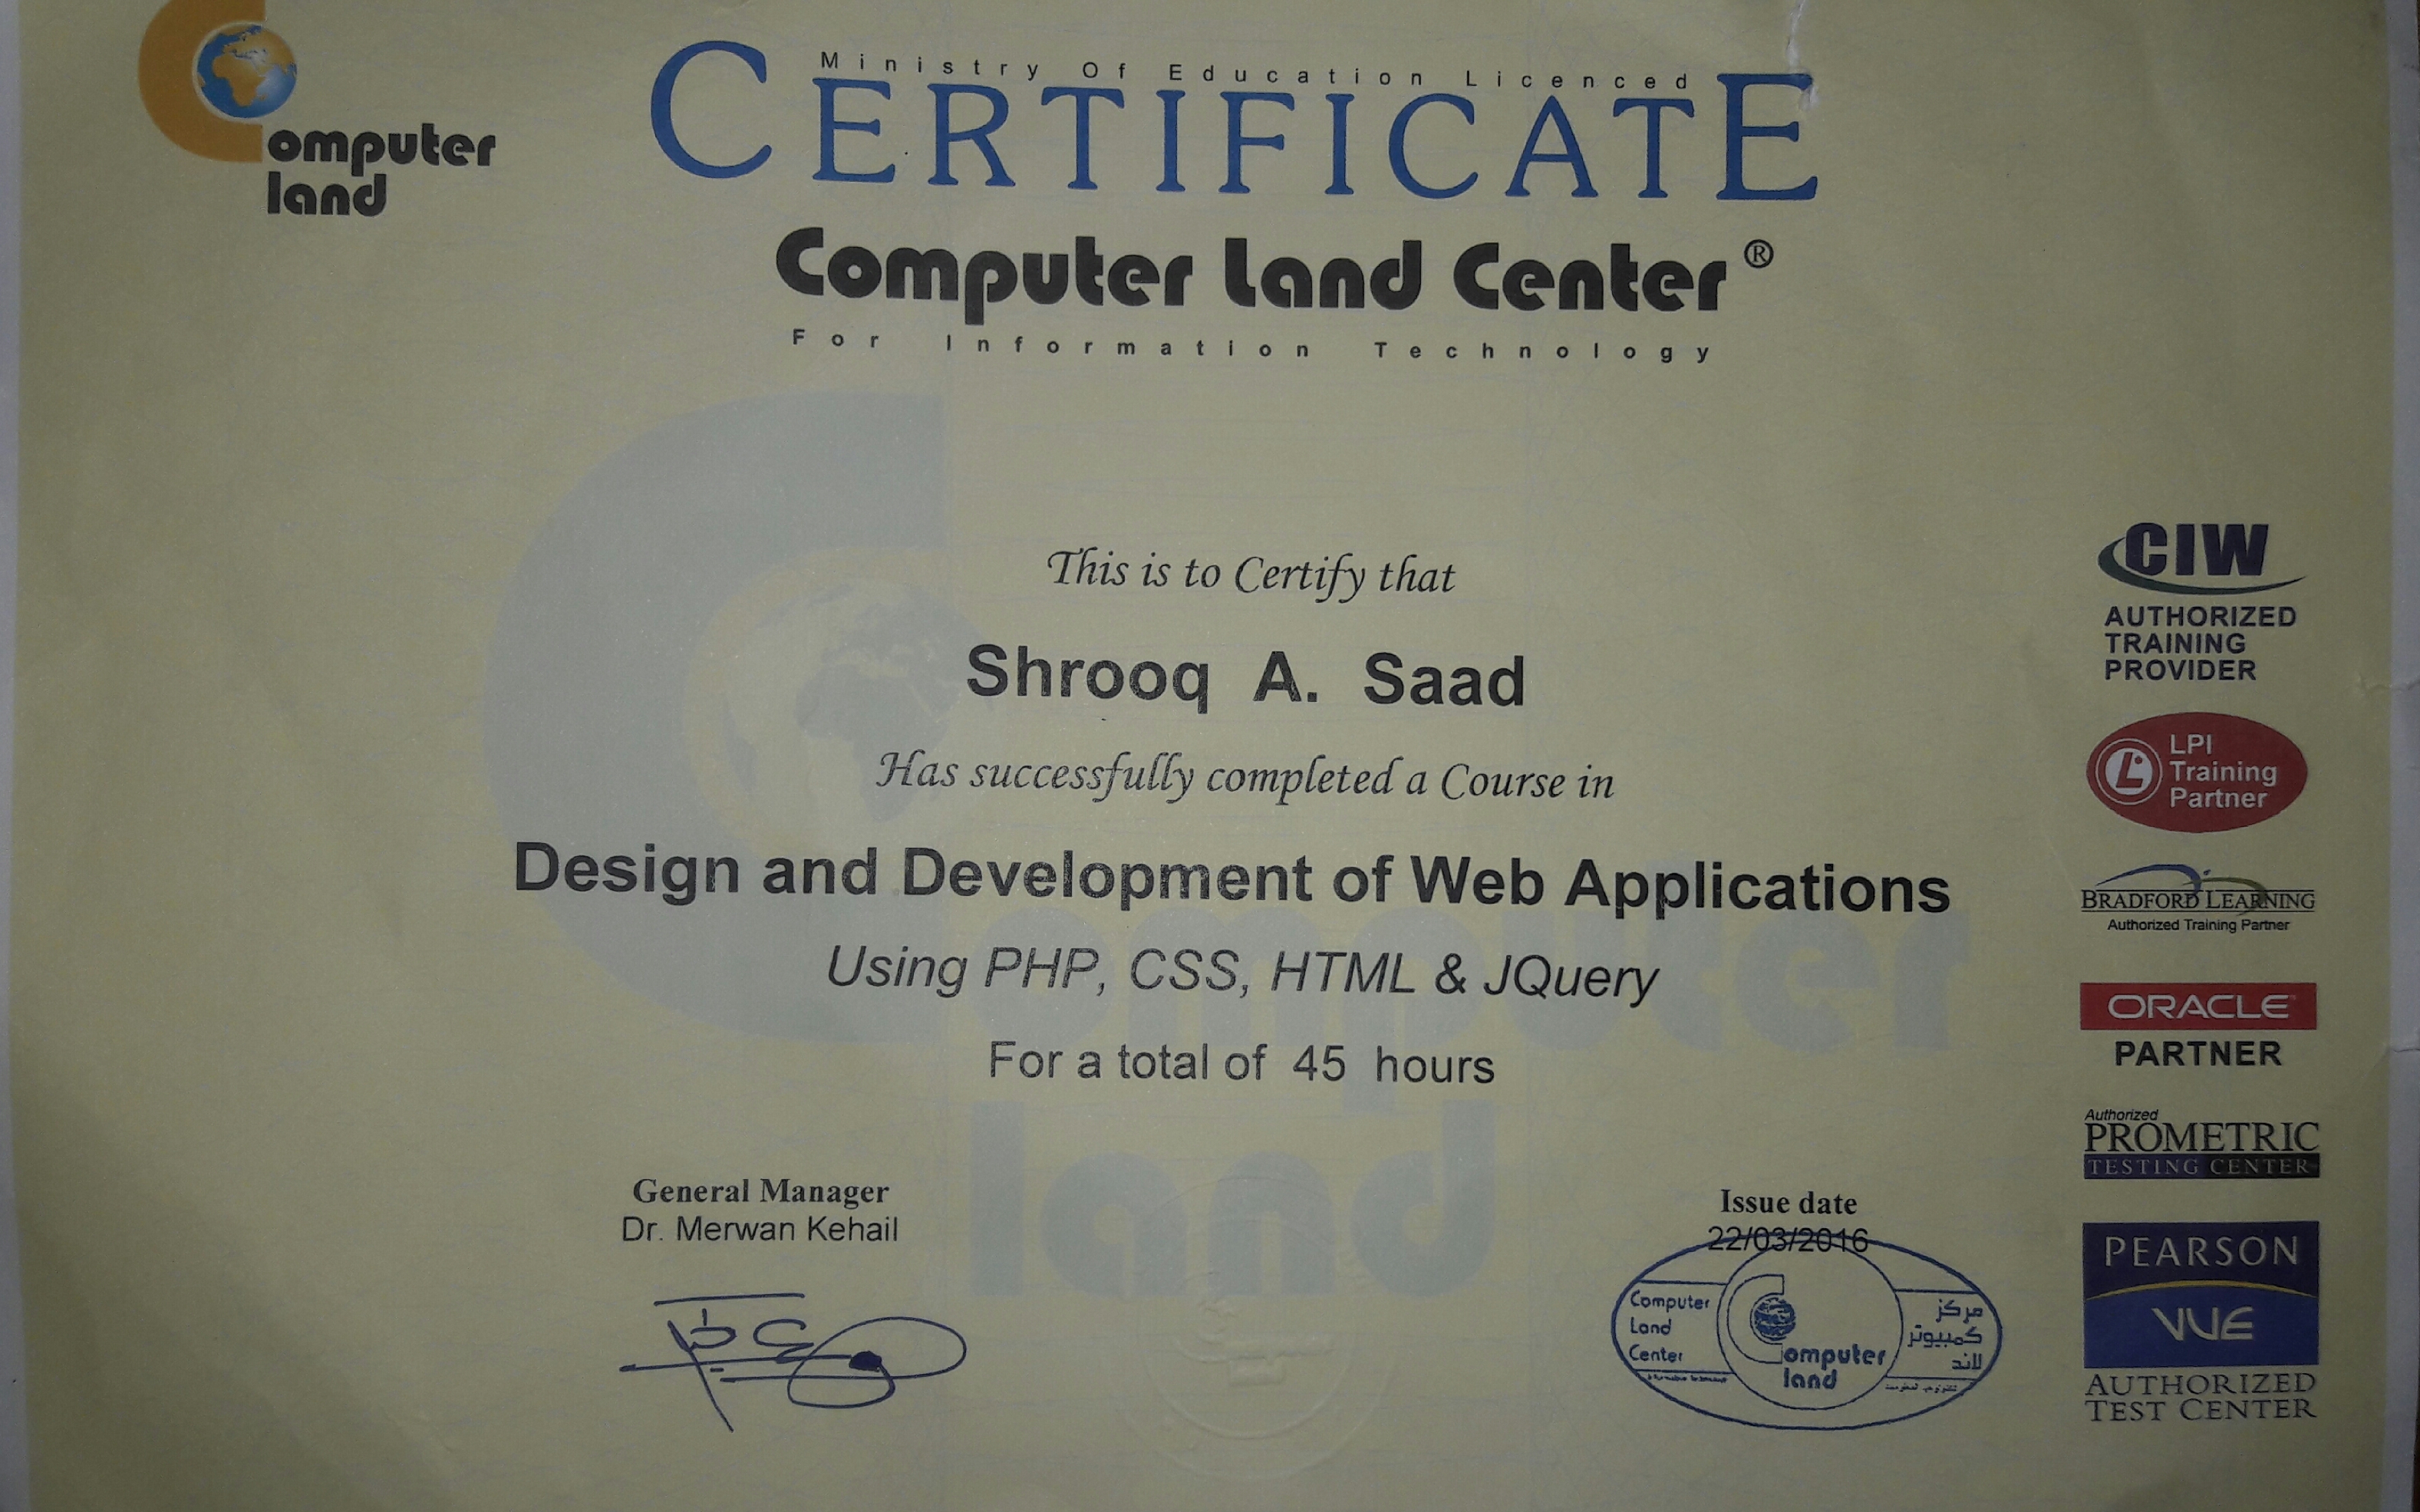 Computer
land
Ministry Of Education Licenced
CERTIFICATE
Computer Land Center ®
For Information Technology
This is to Certify that
Shrooq A. Saad
Has successfully completed a Course in
Design and Development of Web Applications
Using PHP, CSS, HTML & JQuery
For a total of 45 hours
General Manager
Dr. Merwan Kehail
Issue date
22/03/2016
Computer
Land
Center
Computer
land
مركز
كمبيوتر
لاند
CIW
AUTHORIZED
TRAINING
PROVIDER
LPI
Training
Partner
BRADFORD LEARNING
Authorized Training Partner
ORACLE
PARTNER
Authorized
PROMETRIC
TESTING CENTER
PEARSON
VUE
AUTHORIZED
TEST CENTER
Computer
land